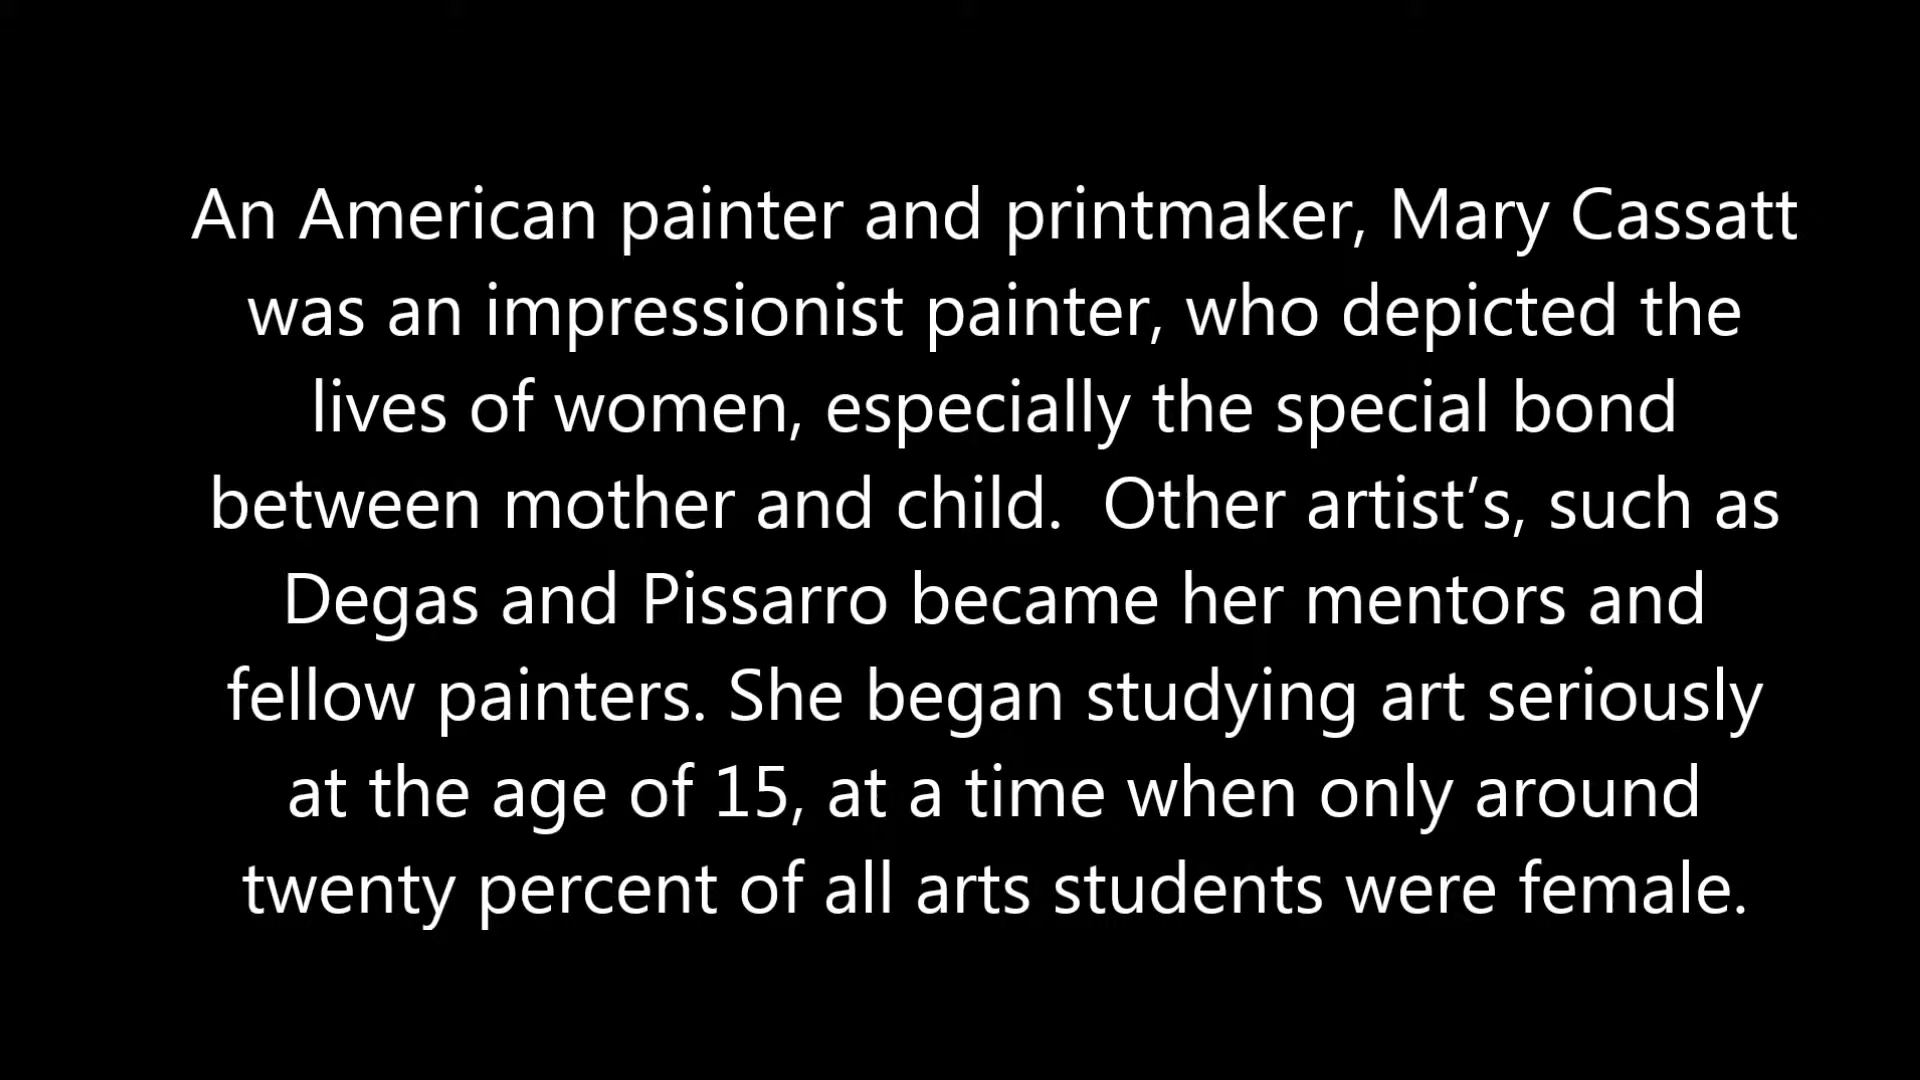 An American painter and printmaker, Mary Cassatt
was an impressionist painter, who depicted the
lives of women, especially the special bond
between mother and child.  Other artist’s, such as
Degas and Pissarro became her mentors and
fellow painters. She began studying art seriously
at the age of 15, at a time when only around
twenty percent of all arts students were female.